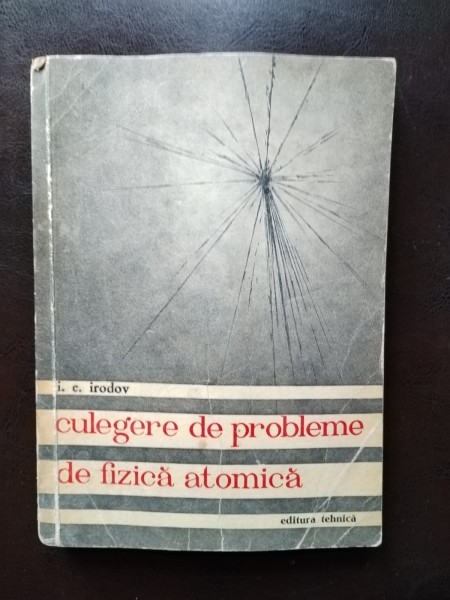 i. e. irodov
culegere de probleme
de fizică atomică
editura tehnică